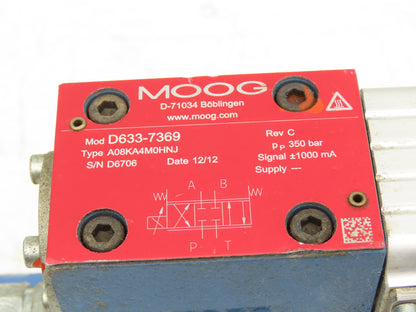 MOOG
D-71034 Böblingen
www.moog.com
Mod D633-7369
Type A08KA4M0HNJ
S/N D6706 Date 12/12
Rev C
pP 350 bar
Signal ±1000 mA
Supply ---
A B
P T